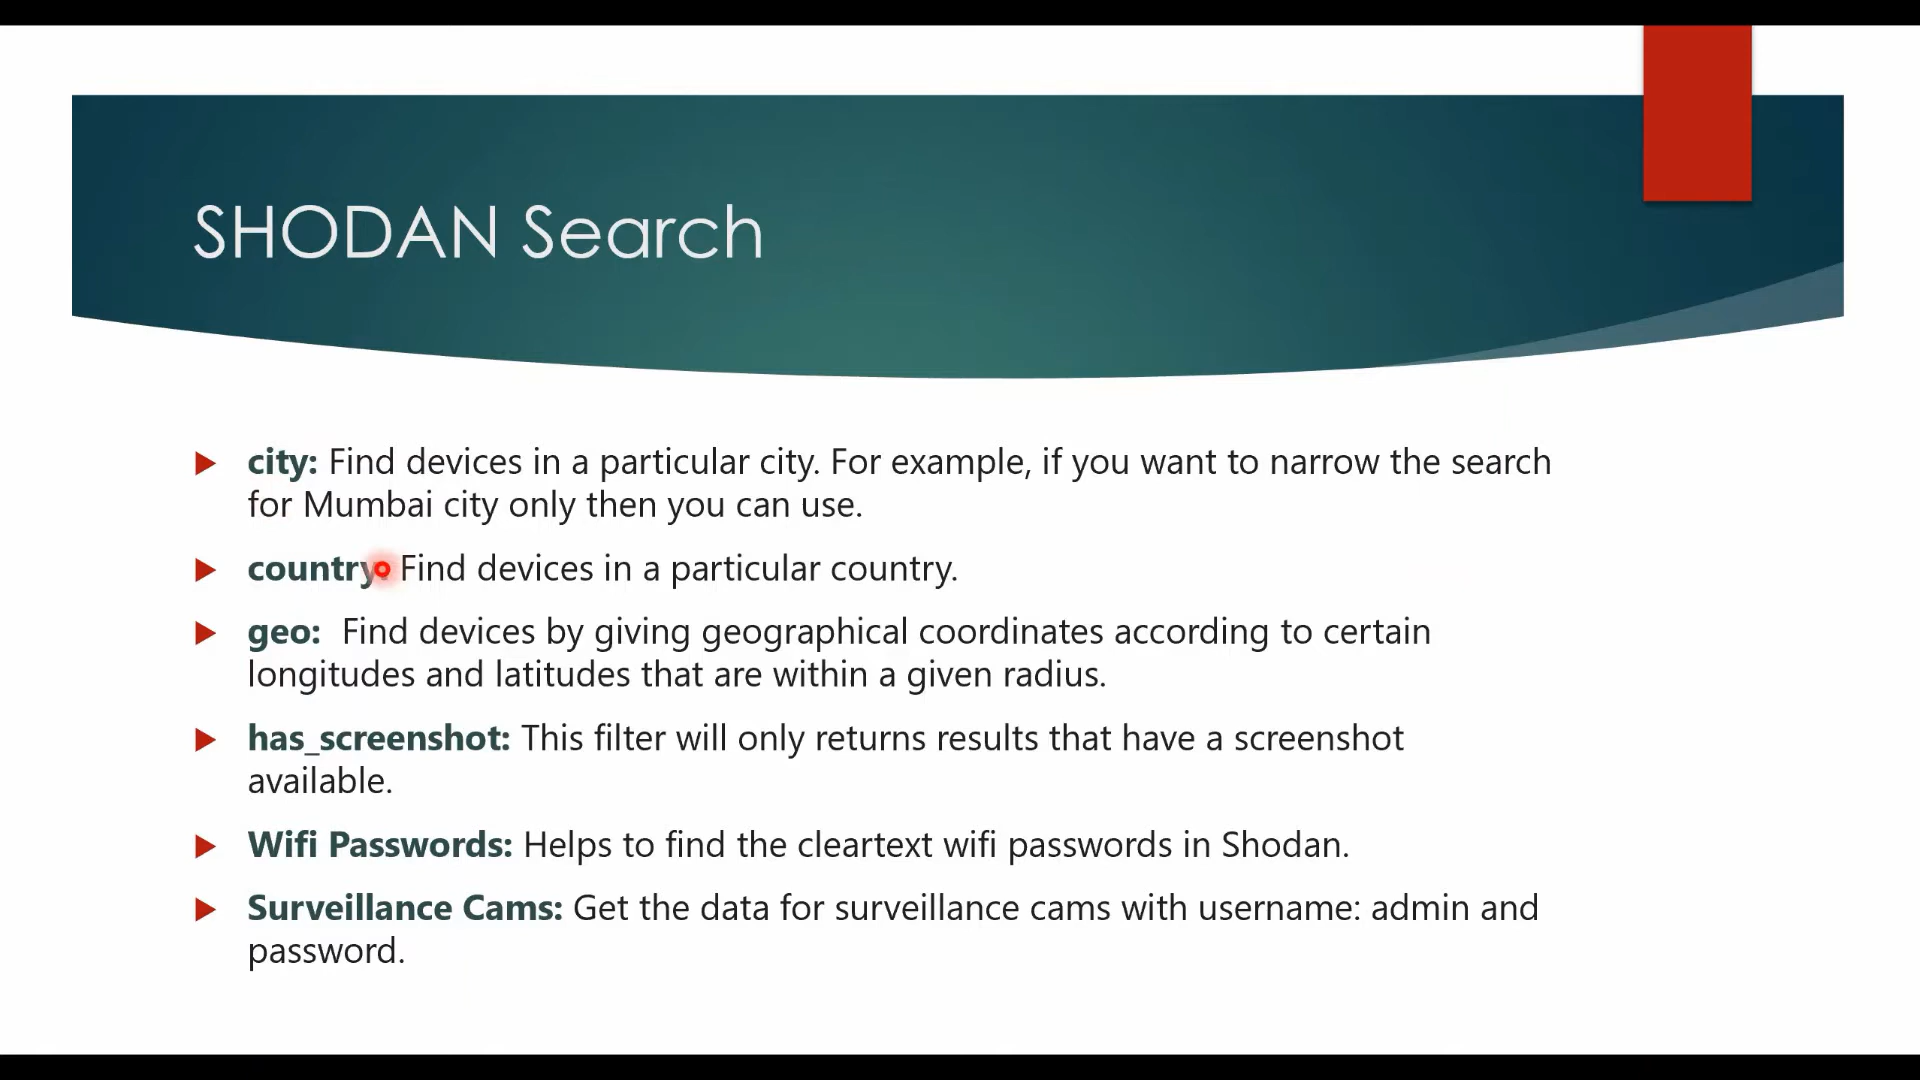 SHODAN Search
city: Find devices in a particular city. For example, if you want to narrow the search
for Mumbai city only then you can use.
country: Find devices in a particular country.
geo: Find devices by giving geographical coordinates according to certain
longitudes and latitudes that are within a given radius.
has_screenshot: This filter will only returns results that have a screenshot
available.
Wifi Passwords: Helps to find the cleartext wifi passwords in Shodan.
Surveillance Cams: Get the data for surveillance cams with username: admin and
password.